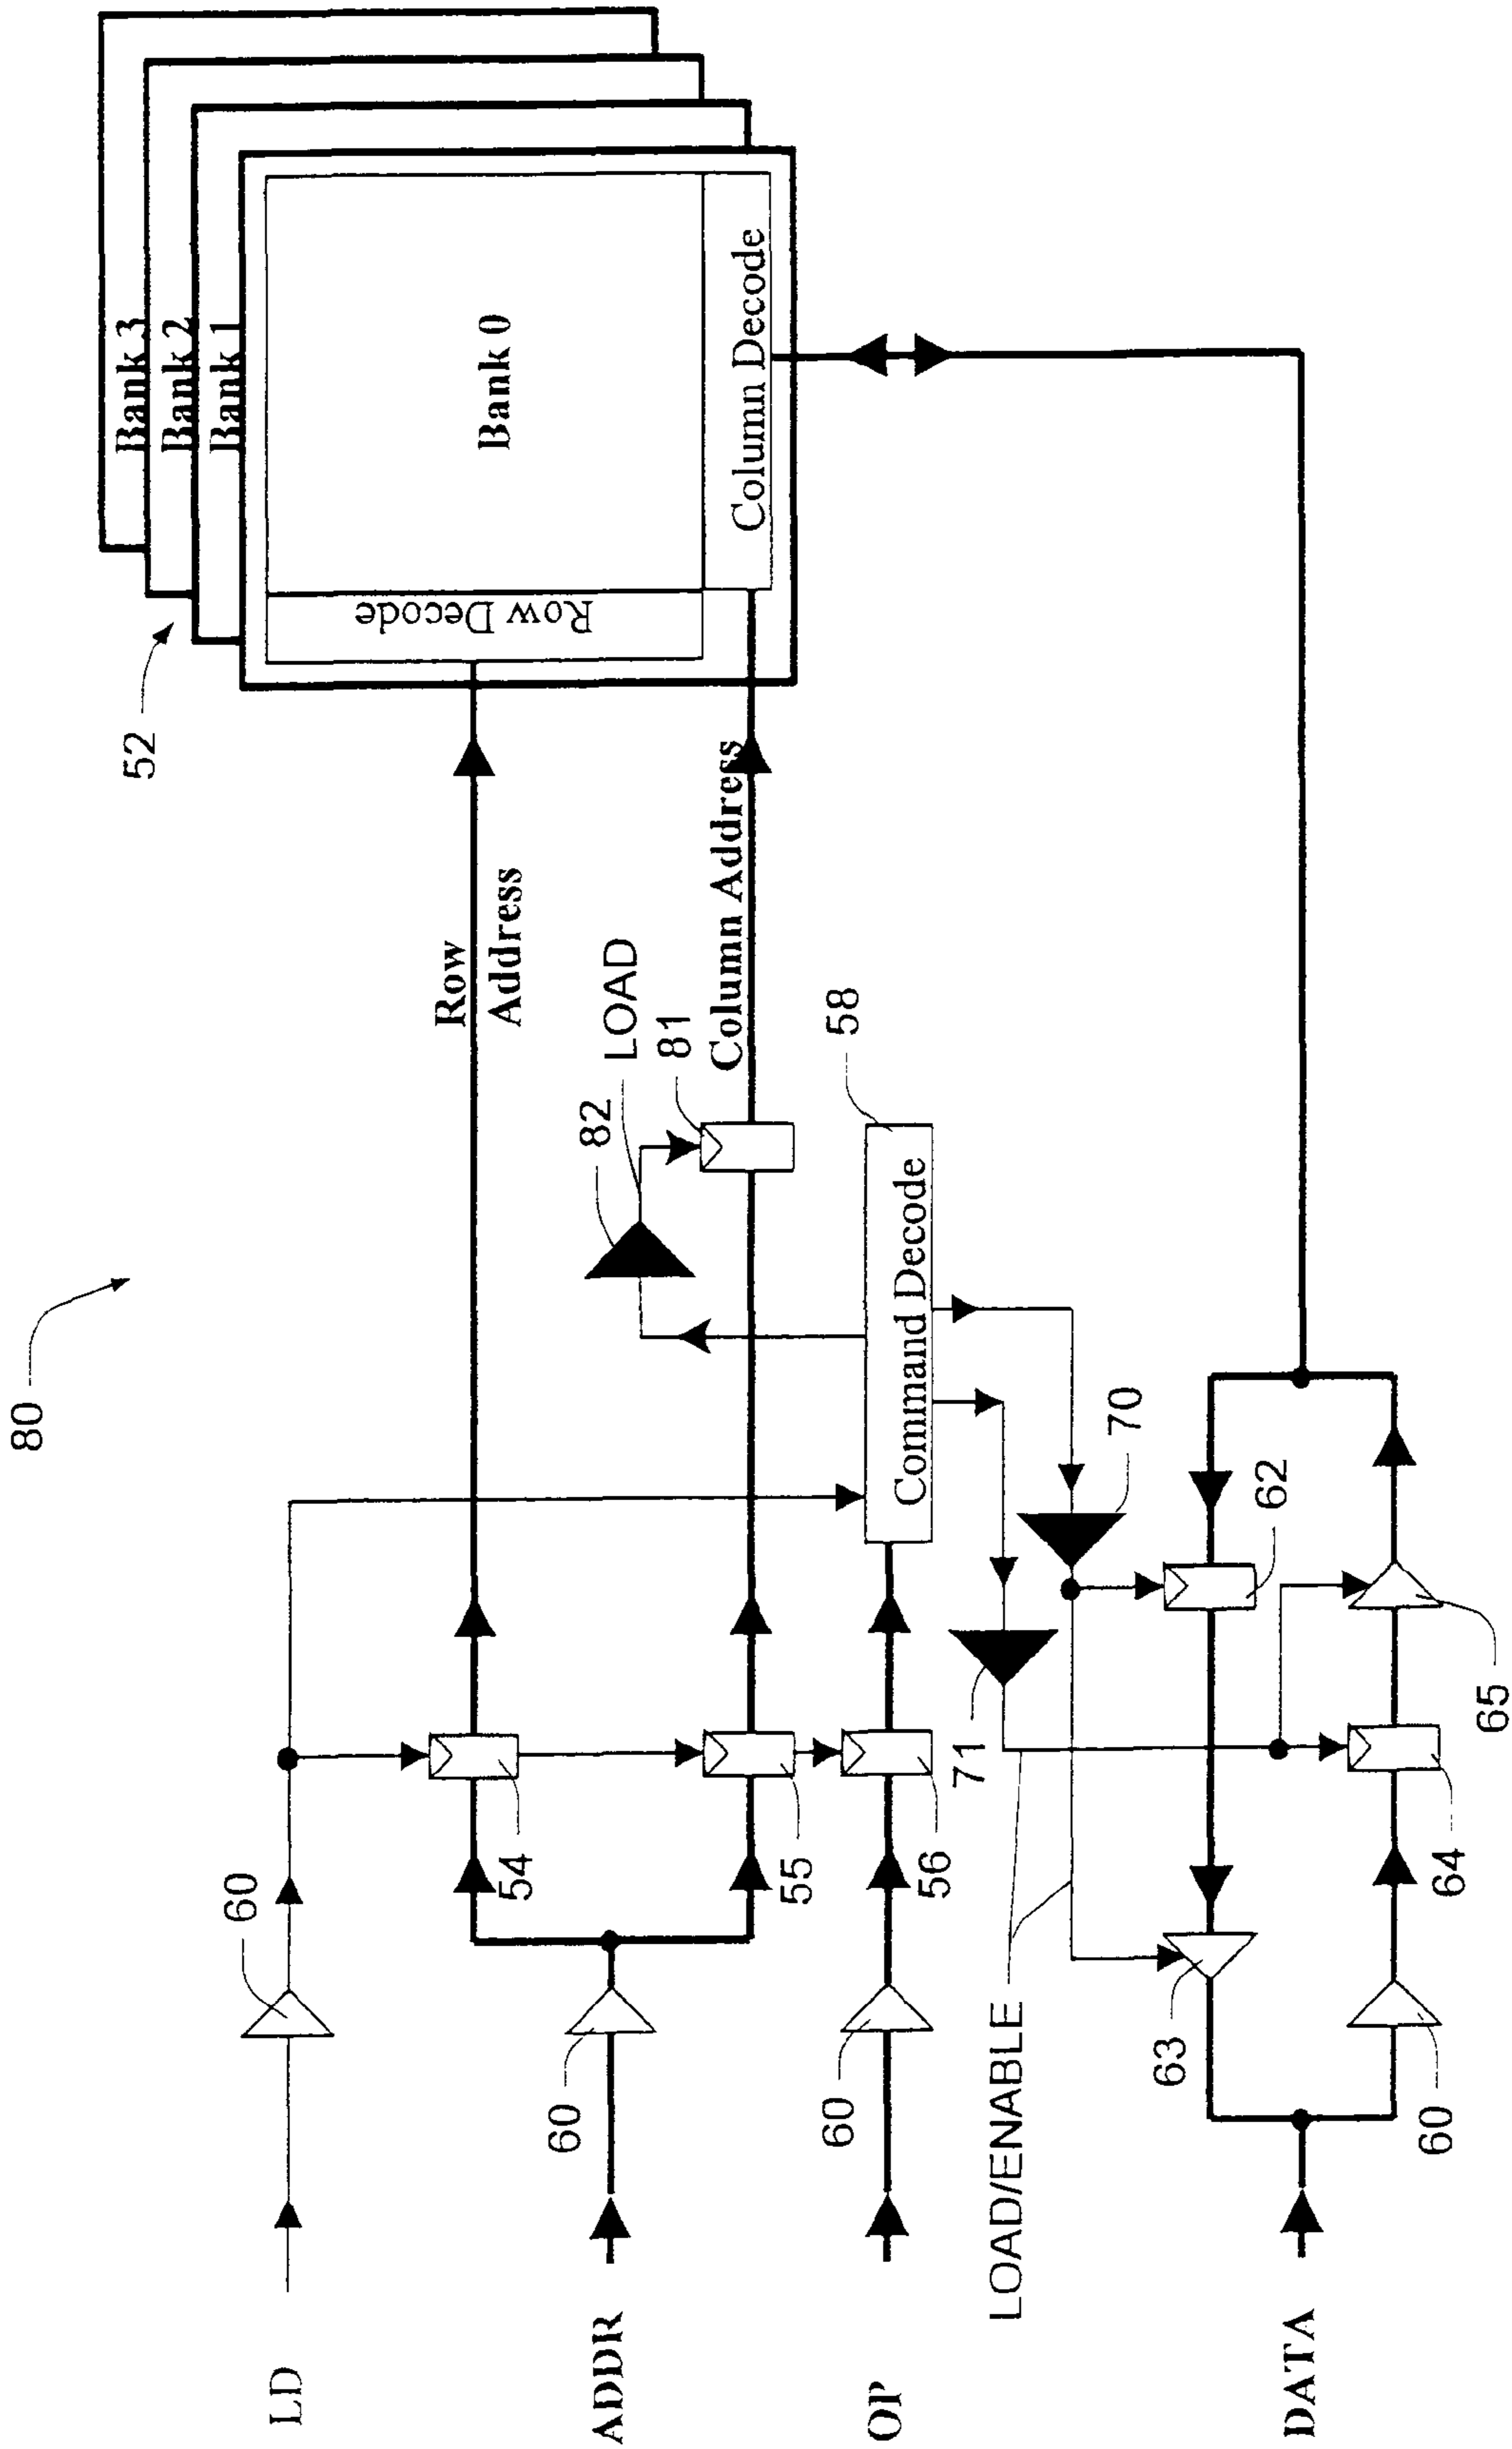 80
52
Bank 3
Bank 2
Bank 1
Bank 0
Row Decode
Column Decode
LD
60
54
Row
Address
ADDR
60
55
82
LOAD
81
Column Address
OP
60
56
Command Decode
58
LOAD/ENABLE
71
70
DATA
63
62
60
64
65